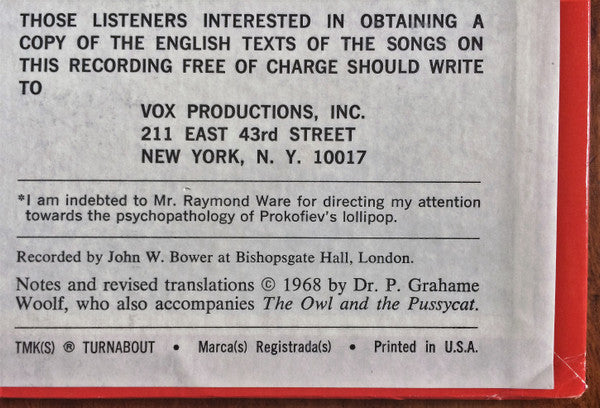 THOSE LISTENERS INTERESTED IN OBTAINING A
COPY OF THE ENGLISH TEXTS OF THE SONGS ON
THIS RECORDING FREE OF CHARGE SHOULD WRITE
TO
VOX PRODUCTIONS, INC.
211 EAST 43rd STREET
NEW YORK, N. Y. 10017
*I am indebted to Mr. Raymond Ware for directing my attention
towards the psychopathology of Prokofiev's lollipop.
Recorded by John W. Bower at Bishopsgate Hall, London.
Notes and revised translations © 1968 by Dr. P. Grahame
Woolf, who also accompanies The Owl and the Pussycat.
TMK(S) ® TURNABOUT • Marca(s) Registrada(s) • Printed in U.S.A.